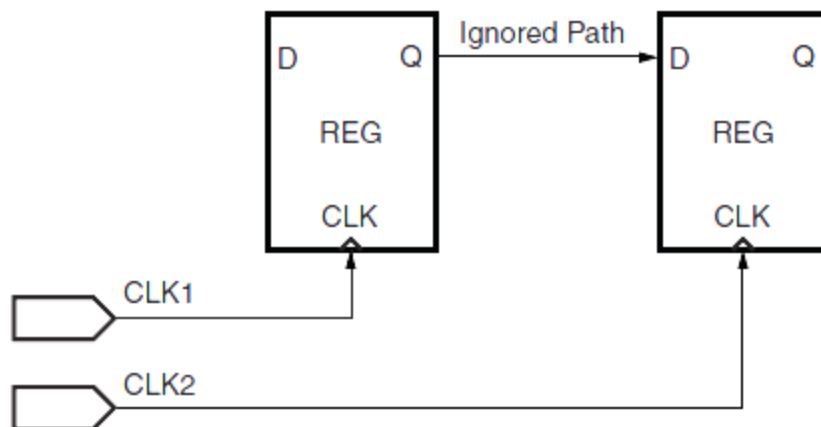 Ignored Path
D Q
D Q
REG
REG
CLK
CLK
CLK1
CLK2